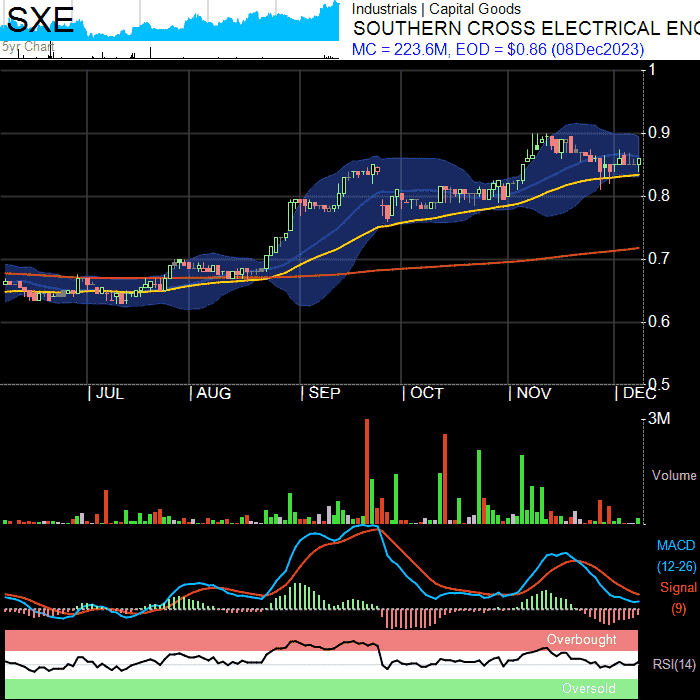 SXE
5yr Chart
Industrials | Capital Goods
SOUTHERN CROSS ELECTRICAL ENG
MC = 223.6M, EOD = $0.86 (08Dec2023)
1
0.9
0.8
0.7
0.6
0.5
JUL AUG SEP OCT NOV DEC
3M
Volume
MACD
(12-26)
Signal
(9)
Overbought
RSI(14)
Oversold